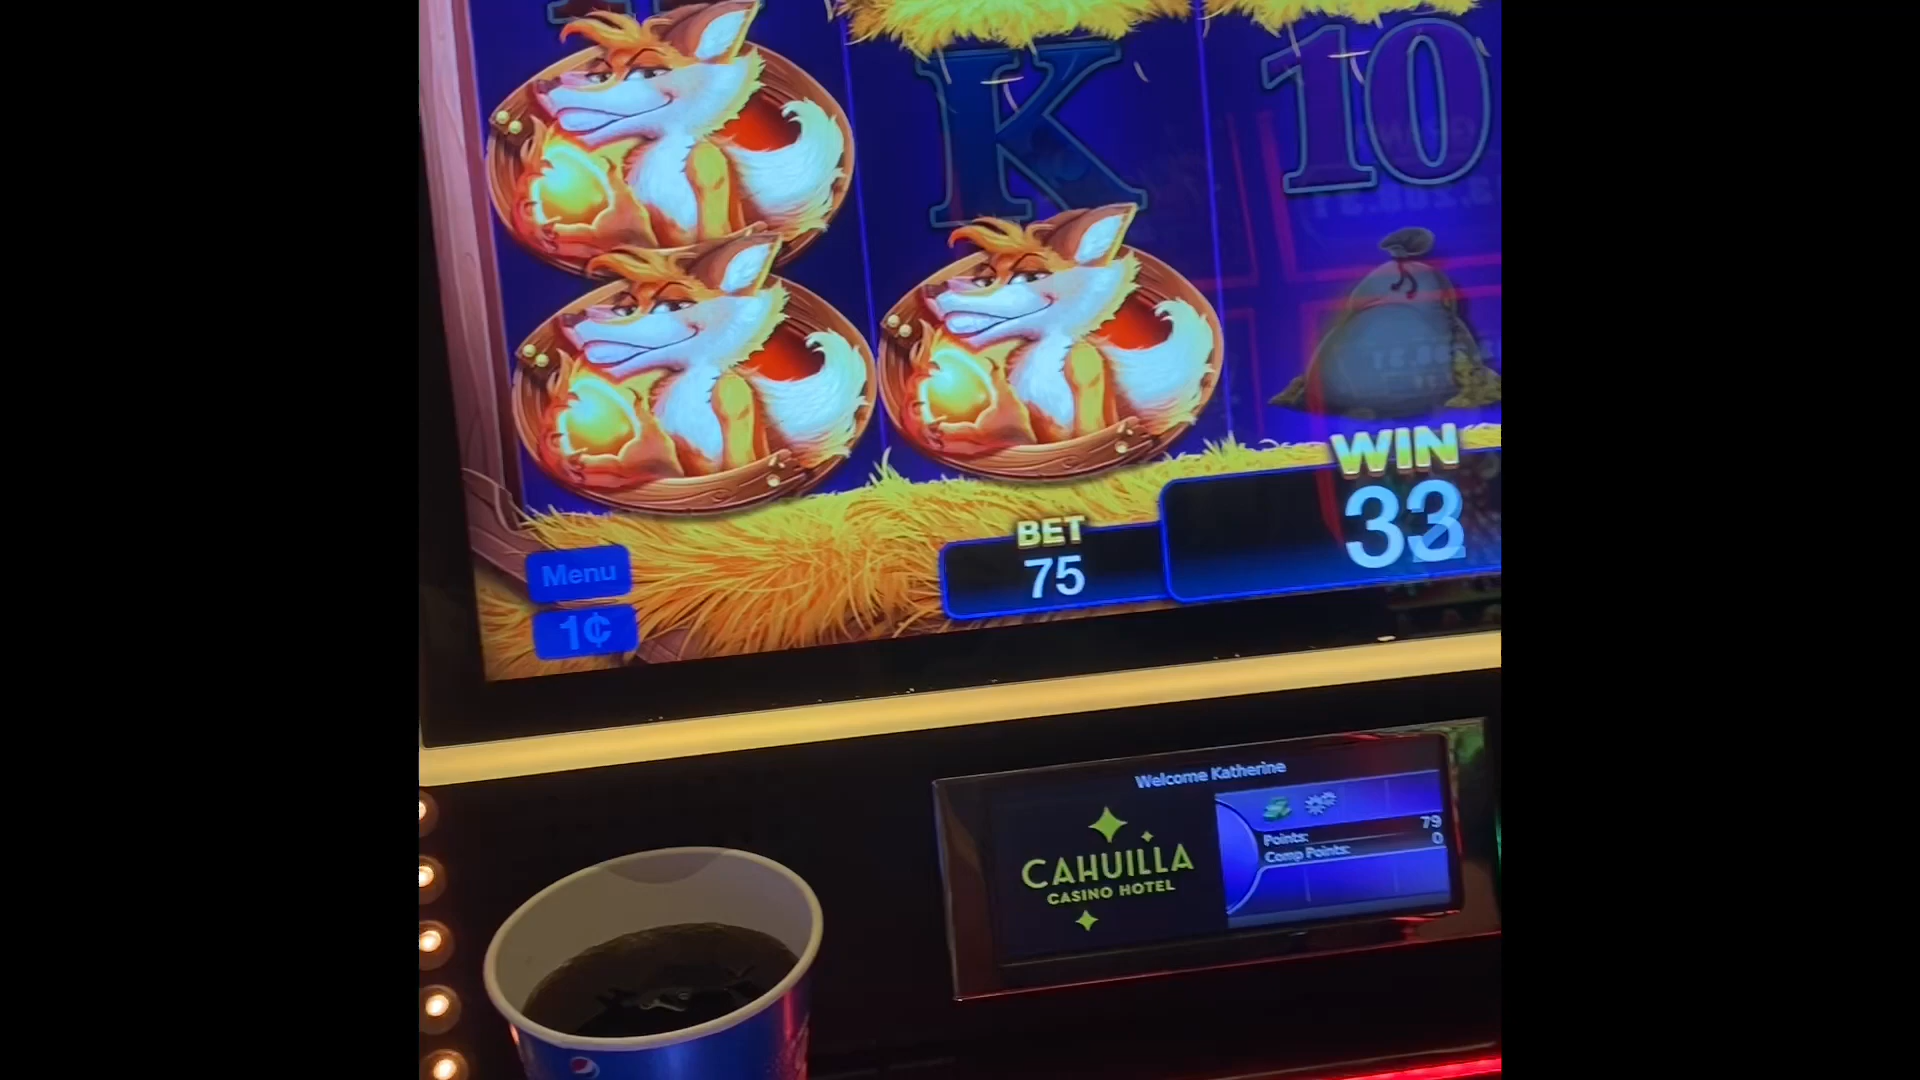 K
10
WIN
33
BET
75
Menu
1¢
Welcome Katherine
CAHUILLA
CASINO HOTEL
Points: 79
Comp Points: 0